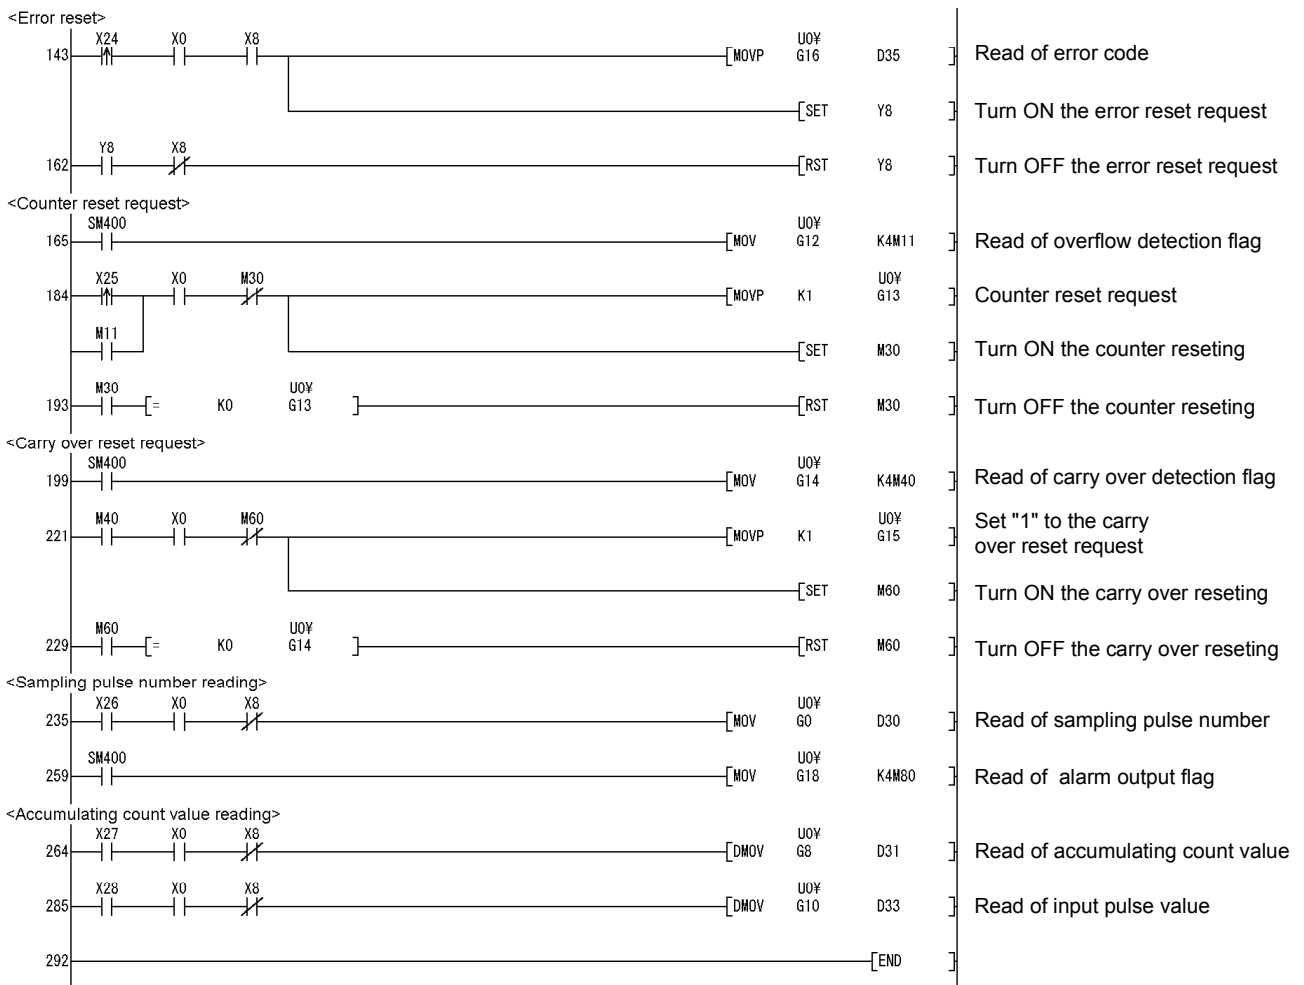 <Error reset>
X24 X0 X8 U0¥
143 [MOVP G16 D35 ] Read of error code
[SET Y8 ] Turn ON the error reset request
Y8 X8
162 [RST Y8 ] Turn OFF the error reset request
<Counter reset request>
SM400 U0¥
165 [MOV G12 K4M11 ] Read of overflow detection flag
X25 X0 M30 U0¥
184 [MOVP K1 G13 ] Counter reset request
M11
[SET M30 ] Turn ON the counter reseting
M30 U0¥
193 [= K0 G13 ] [RST M30 ] Turn OFF the counter reseting
<Carry over reset request>
SM400 U0¥
199 [MOV G14 K4M40 ] Read of carry over detection flag
M40 X0 M60 U0¥
221 [MOVP K1 G15 ] Set "1" to the carry
over reset request
[SET M60 ] Turn ON the carry over reseting
M60 U0¥
229 [= K0 G14 ] [RST M60 ] Turn OFF the carry over reseting
<Sampling pulse number reading>
X26 X0 X8 U0¥
235 [MOV G0 D30 ] Read of sampling pulse number
SM400 U0¥
259 [MOV G18 K4M80 ] Read of alarm output flag
<Accumulating count value reading>
X27 X0 X8 U0¥
264 [DMOV G8 D31 ] Read of accumulating count value
X28 X0 X8 U0¥
285 [DMOV G10 D33 ] Read of input pulse value
292 [END ]